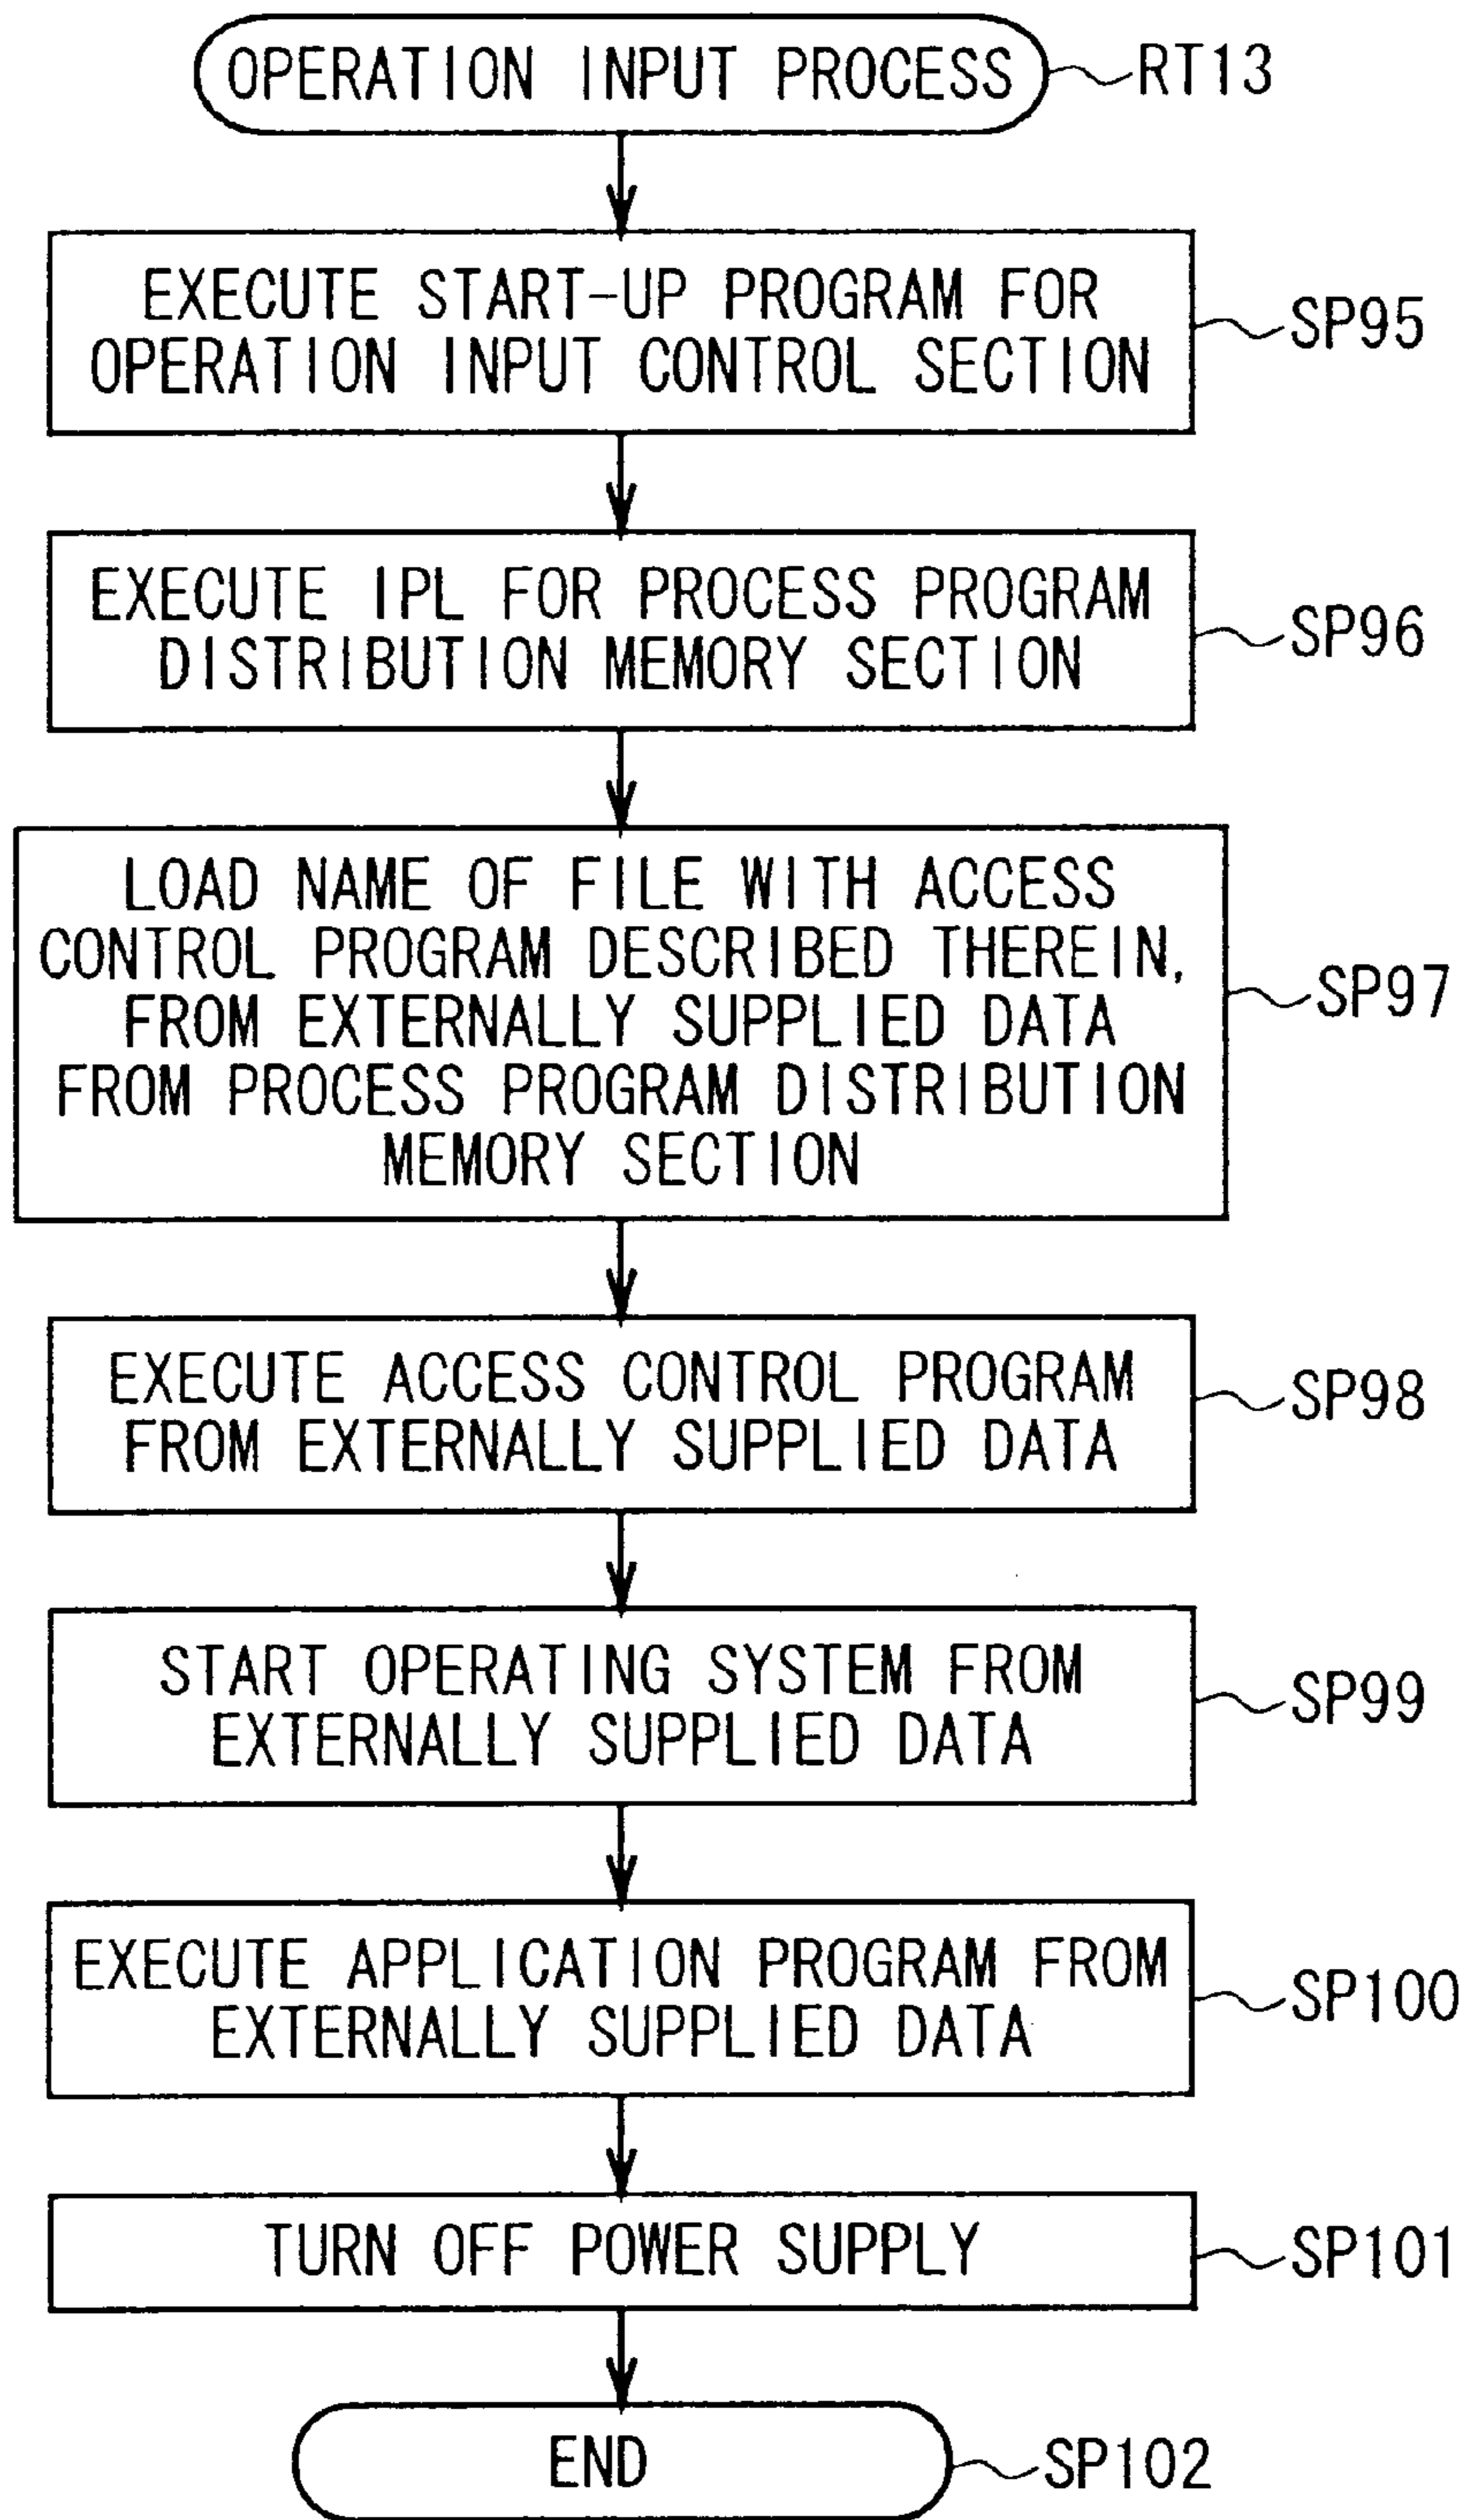 OPERATION INPUT PROCESS
RT13
EXECUTE START-UP PROGRAM FOR
OPERATION INPUT CONTROL SECTION
SP95
EXECUTE IPL FOR PROCESS PROGRAM
DISTRIBUTION MEMORY SECTION
SP96
LOAD NAME OF FILE WITH ACCESS
CONTROL PROGRAM DESCRIBED THEREIN,
FROM EXTERNALLY SUPPLIED DATA
FROM PROCESS PROGRAM DISTRIBUTION
MEMORY SECTION
SP97
EXECUTE ACCESS CONTROL PROGRAM
FROM EXTERNALLY SUPPLIED DATA
SP98
START OPERATING SYSTEM FROM
EXTERNALLY SUPPLIED DATA
SP99
EXECUTE APPLICATION PROGRAM FROM
EXTERNALLY SUPPLIED DATA
SP100
TURN OFF POWER SUPPLY
SP101
END
SP102